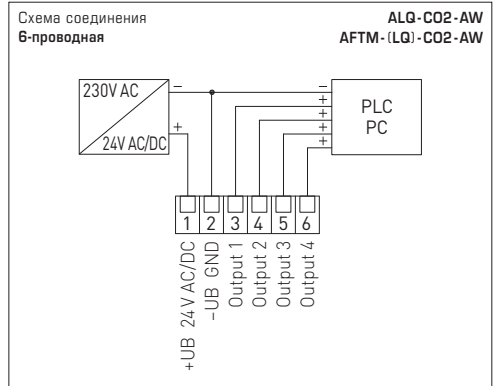 Схема соединения
6-проводная
ALQ-CO2-AW
AFTM-(LQ)-CO2-AW
230V AC
24V AC/DC
−
+
−
+
+
+
+
PLC
PC
1 2 3 4 5 6
+UB 24V AC/DC
−UB GND
Output 1
Output 2
Output 3
Output 4